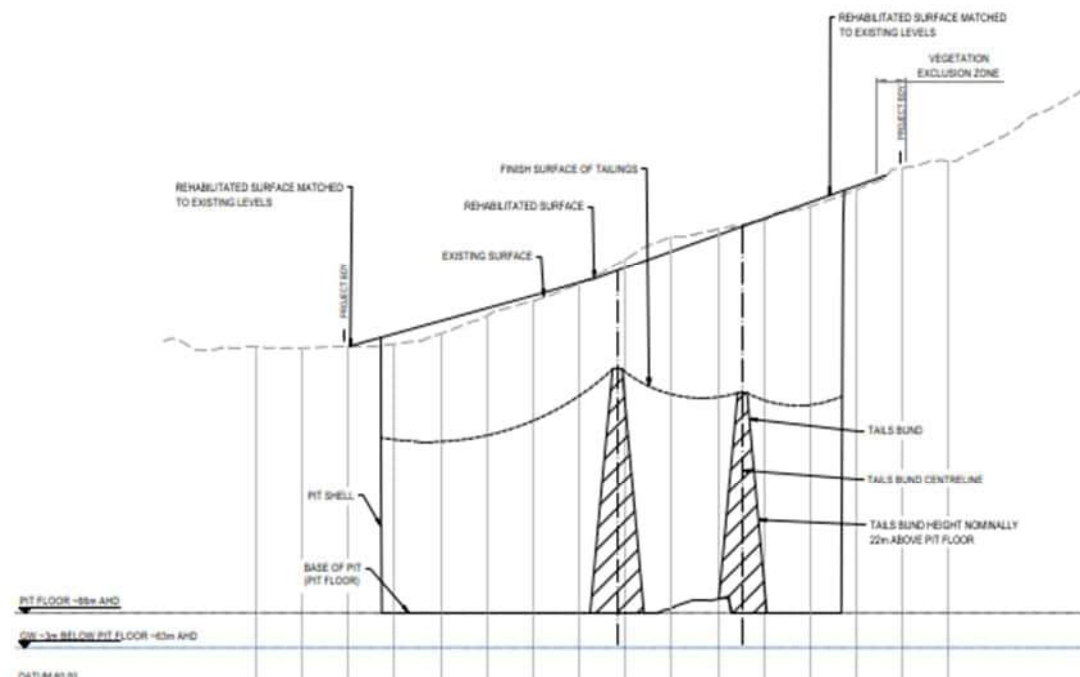 REHABILITATED SURFACE MATCHED
TO EXISTING LEVELS
VEGETATION
EXCLUSION ZONE
PROJECT BDY
FINISH SURFACE OF TAILINGS
REHABILITATED SURFACE MATCHED
TO EXISTING LEVELS
REHABILITATED SURFACE
EXISTING SURFACE
PROJECT BDY
TAILS BUND
TAILS BUND CENTRELINE
PIT SHELL
TAILS BUND HEIGHT NOMINALLY
22m ABOVE PIT FLOOR
BASE OF PIT
(PIT FLOOR)
PIT FLOOR ~66m AHD
GW ~3m BELOW PIT FLOOR ~63m AHD